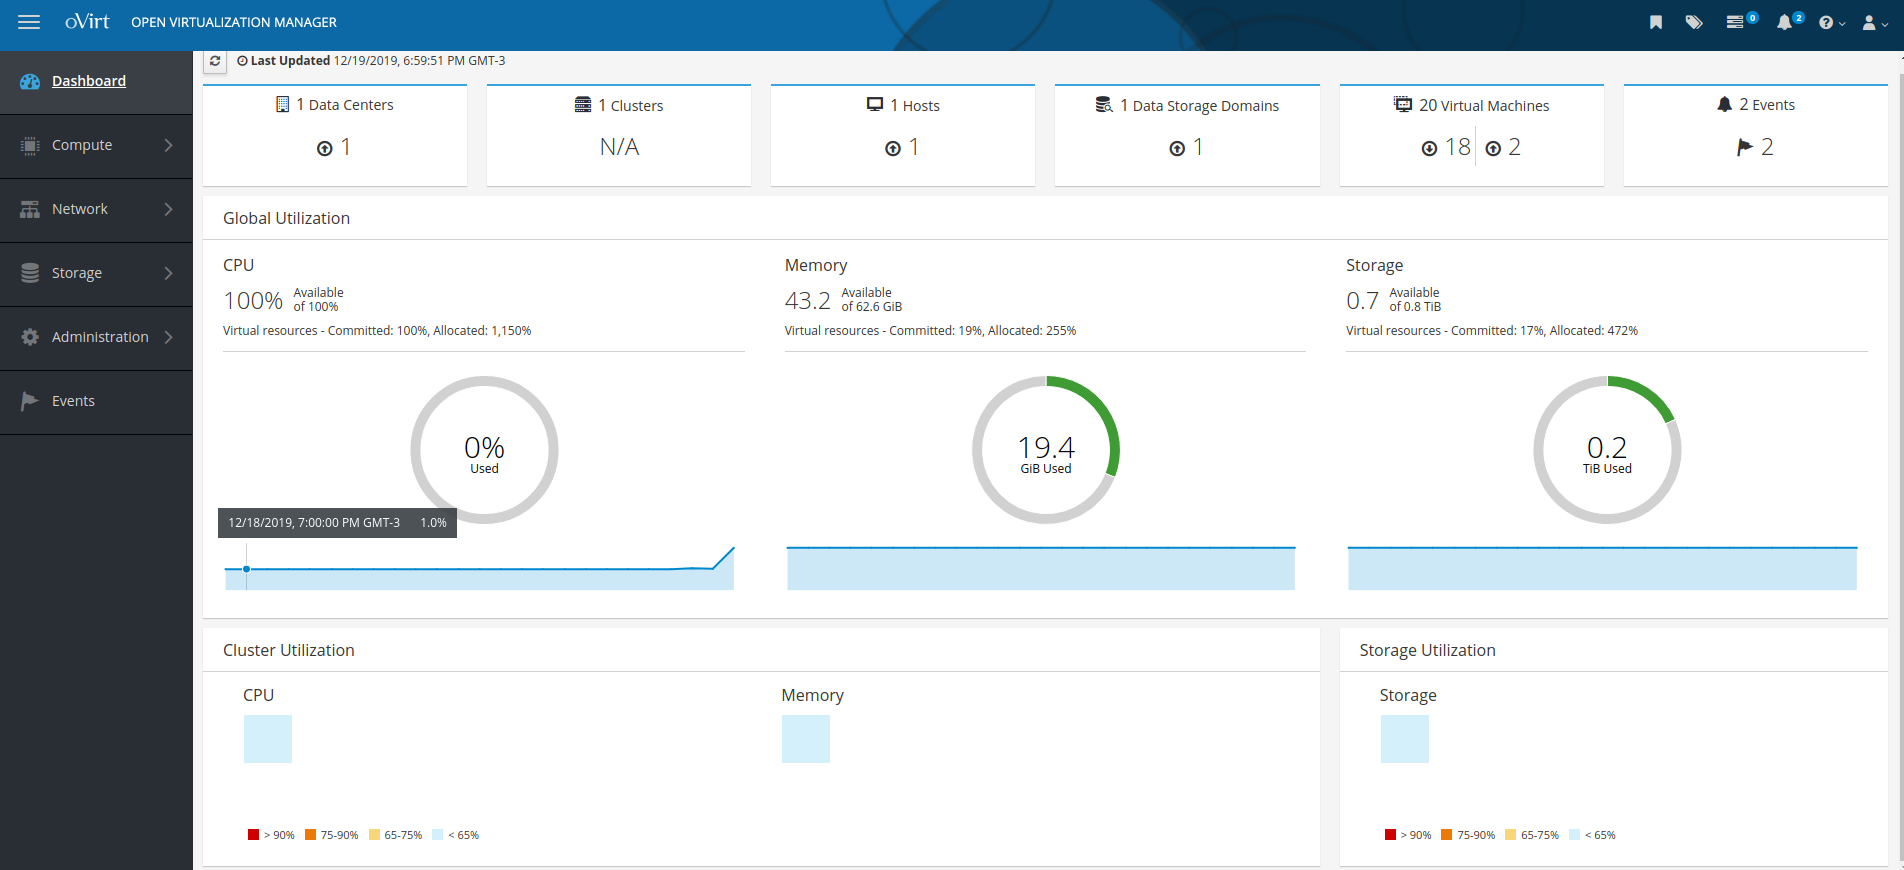 oVirt OPEN VIRTUALIZATION MANAGER
0
2
Last Updated 12/19/2019, 6:59:51 PM GMT-3
Dashboard
Compute
Network
Storage
Administration
Events
1 Data Centers
1
1 Clusters
N/A
1 Hosts
1
1 Data Storage Domains
1
20 Virtual Machines
18 2
2 Events
2
Global Utilization
CPU
100% Available
of 100%
Virtual resources - Committed: 100%, Allocated: 1,150%
0%
Used
12/18/2019, 7:00:00 PM GMT-3 1.0%
Memory
43.2 Available
of 62.6 GiB
Virtual resources - Committed: 19%, Allocated: 255%
19.4
GiB Used
Storage
0.7 Available
of 0.8 TiB
Virtual resources - Committed: 17%, Allocated: 472%
0.2
TiB Used
Cluster Utilization
CPU
Memory
> 90% 75-90% 65-75% < 65%
Storage Utilization
Storage
> 90% 75-90% 65-75% < 65%